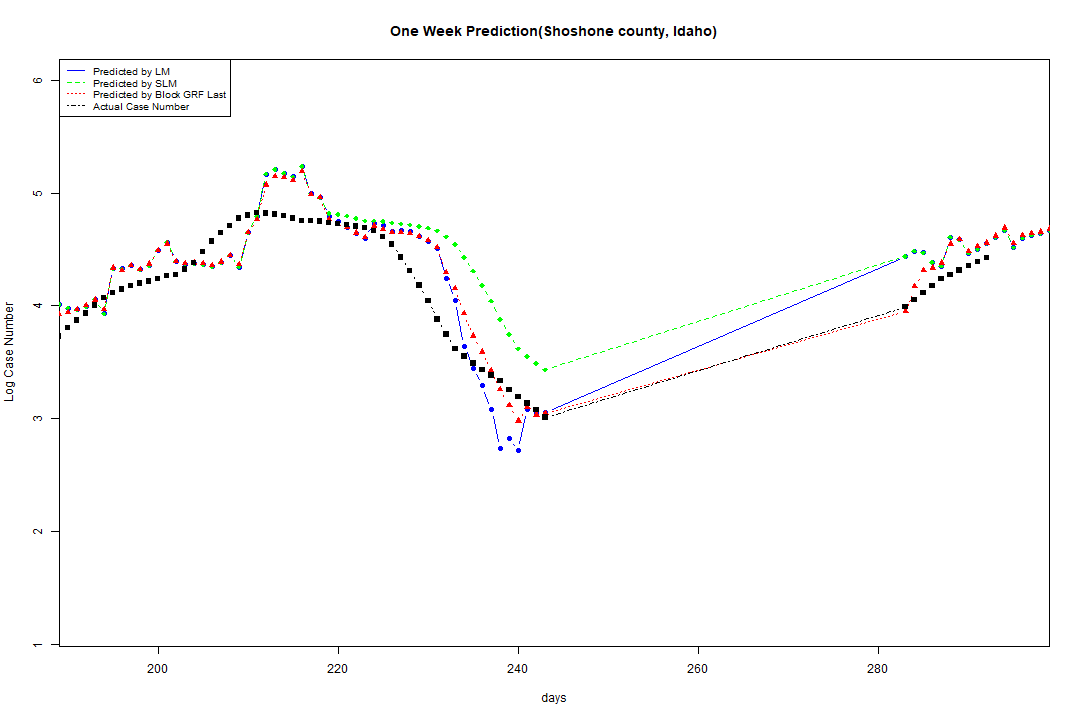 One Week Prediction(Shoshone county, Idaho)
Predicted by LM
Predicted by SLM
Predicted by Block GRF Last
Actual Case Number
6
5
4
3
2
1
Log Case Number
200 220 240 260 280
days